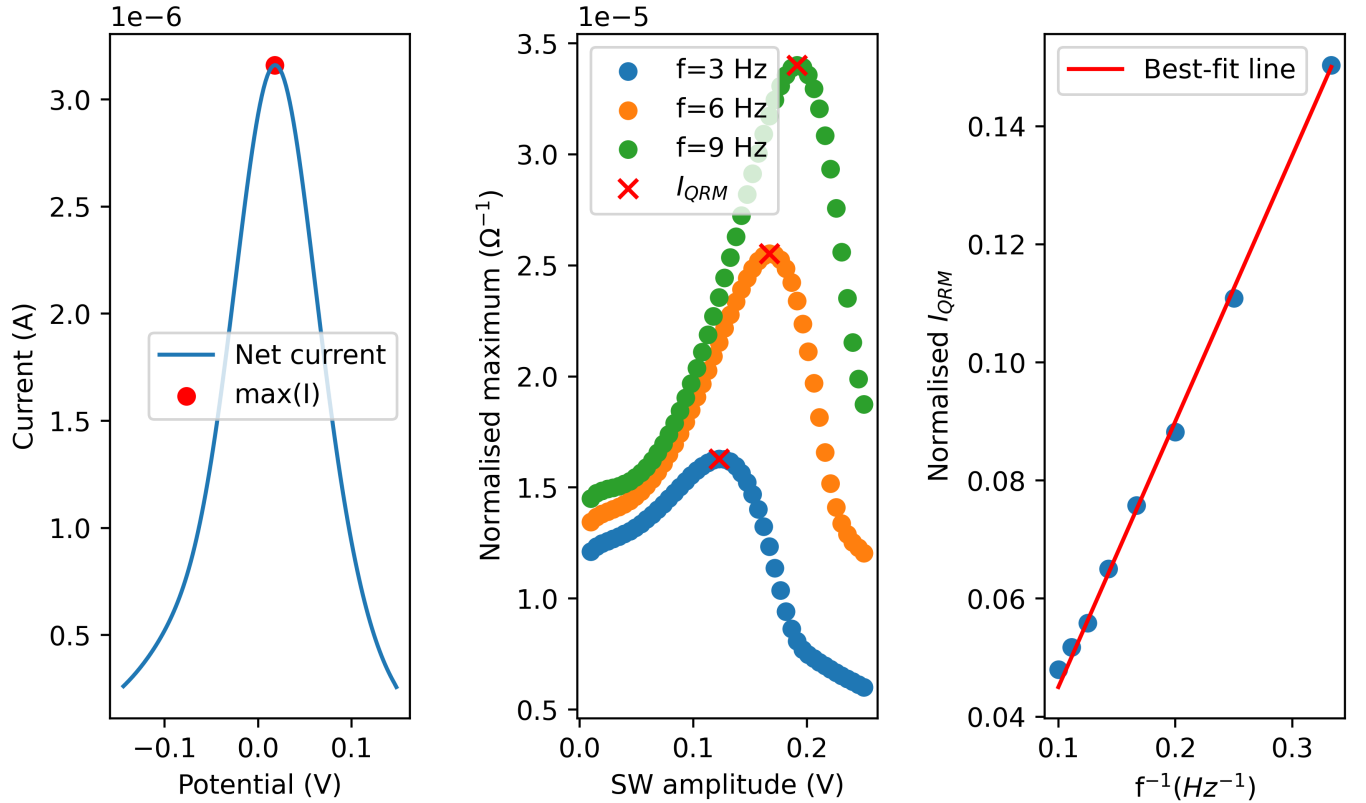 1e−6
3.0
2.5
2.0
1.5
1.0
0.5
Current (A)
Net current
max(I)
−0.1
0.0
0.1
Potential (V)
1e−5
3.5
3.0
2.5
2.0
1.5
1.0
0.5
Normalised maximum (Ω⁻¹)
f=3 Hz
f=6 Hz
f=9 Hz
I_QRM
0.0
0.1
0.2
SW amplitude (V)
0.14
0.12
0.10
0.08
0.06
0.04
Normalised I_QRM
Best-fit line
0.1
0.2
0.3
f⁻¹(Hz⁻¹)